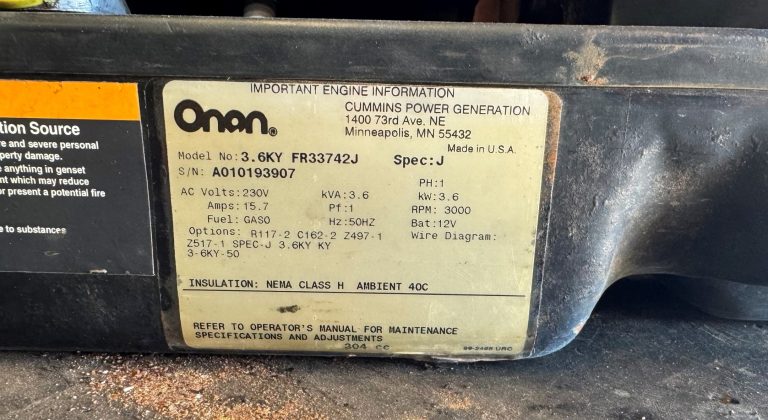 tion Source
re and severe personal
perty damage.
e anything in genset
nt which may reduce
or present a potential fire
e to substances
IMPORTANT ENGINE INFORMATION
Onan®
CUMMINS POWER GENERATION
1400 73rd Ave. NE
Minneapolis, MN 55432
Made in U.S.A.
Model No: 3.6KY FR33742J Spec: J
S/N: A010193907
PH:1
AC Volts: 230V kVA: 3.6 kW: 3.6
Amps: 15.7 Pf: 1 RPM: 3000
Fuel: GASO Hz: 50HZ Bat: 12V
Options: R117-2 C162-2 Z497-1 Wire Diagram:
Z517-1 SPEC-J 3.6KY KY
3-6KY-50
INSULATION: NEMA CLASS H AMBIENT 40C
REFER TO OPERATOR'S MANUAL FOR MAINTENANCE
SPECIFICATIONS AND ADJUSTMENTS
304 cc